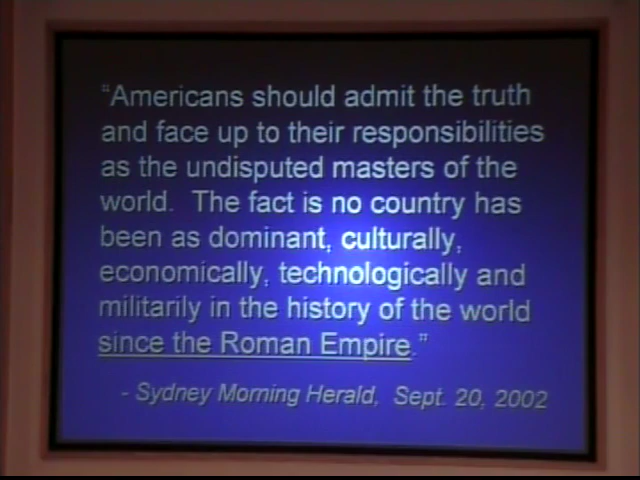 "Americans should admit the truth
and face up to their responsibilities
as the undisputed masters of the
world.  The fact is no country has
been as dominant, culturally,
economically, technologically and
militarily in the history of the world
since the Roman Empire."
- Sydney Morning Herald,  Sept. 20, 2002